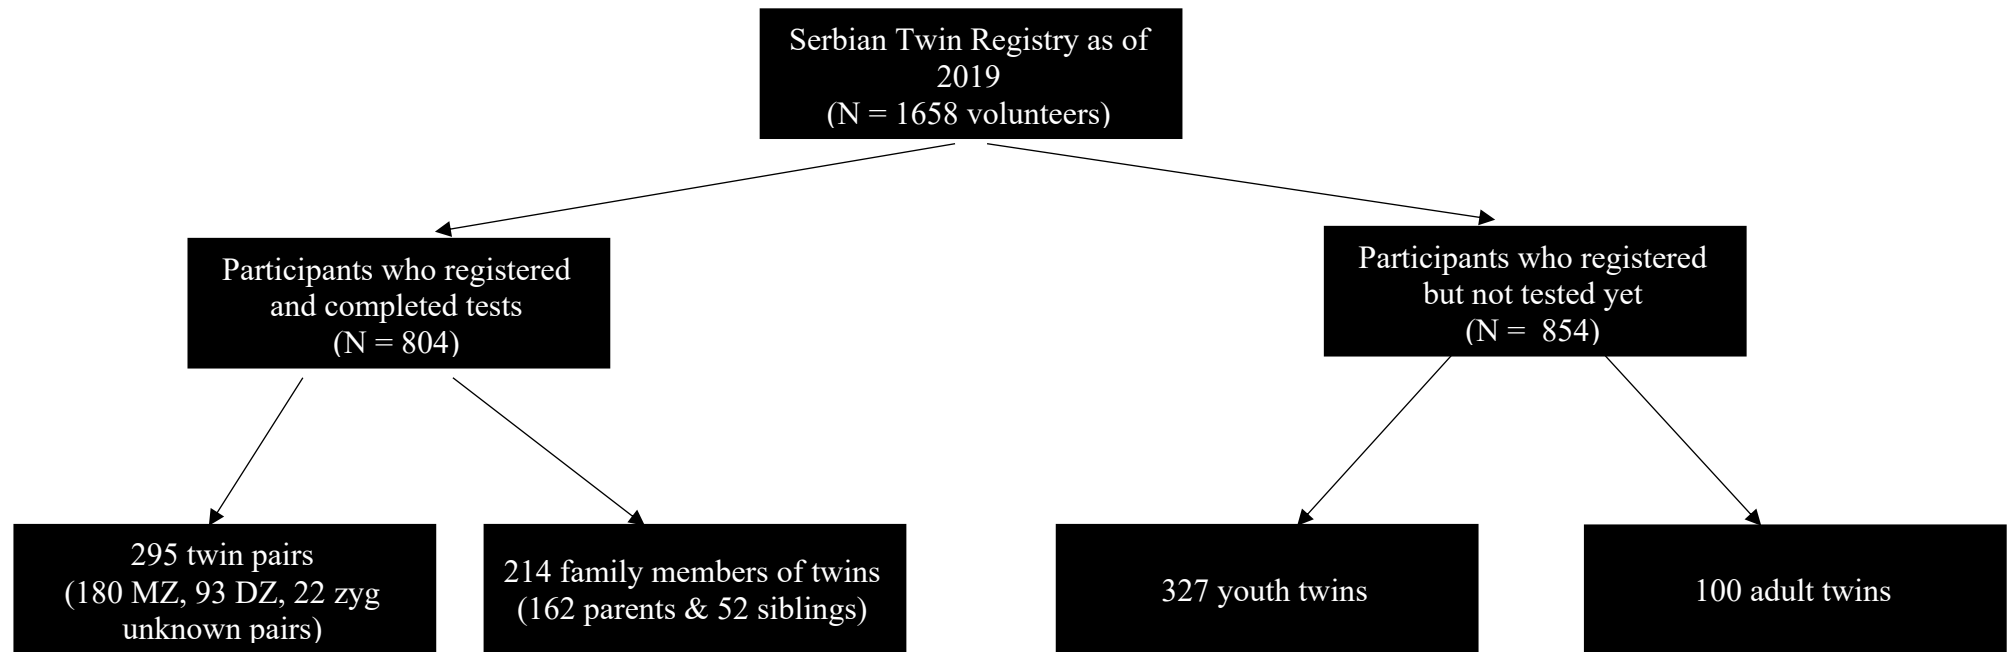 Serbian Twin Registry as of
2019
(N = 1658 volunteers)
Participants who registered
and completed tests
(N = 804)
Participants who registered
but not tested yet
(N =  854)
295 twin pairs
(180 MZ, 93 DZ, 22 zyg
unknown pairs)
214 family members of twins
(162 parents & 52 siblings)
327 youth twins
100 adult twins